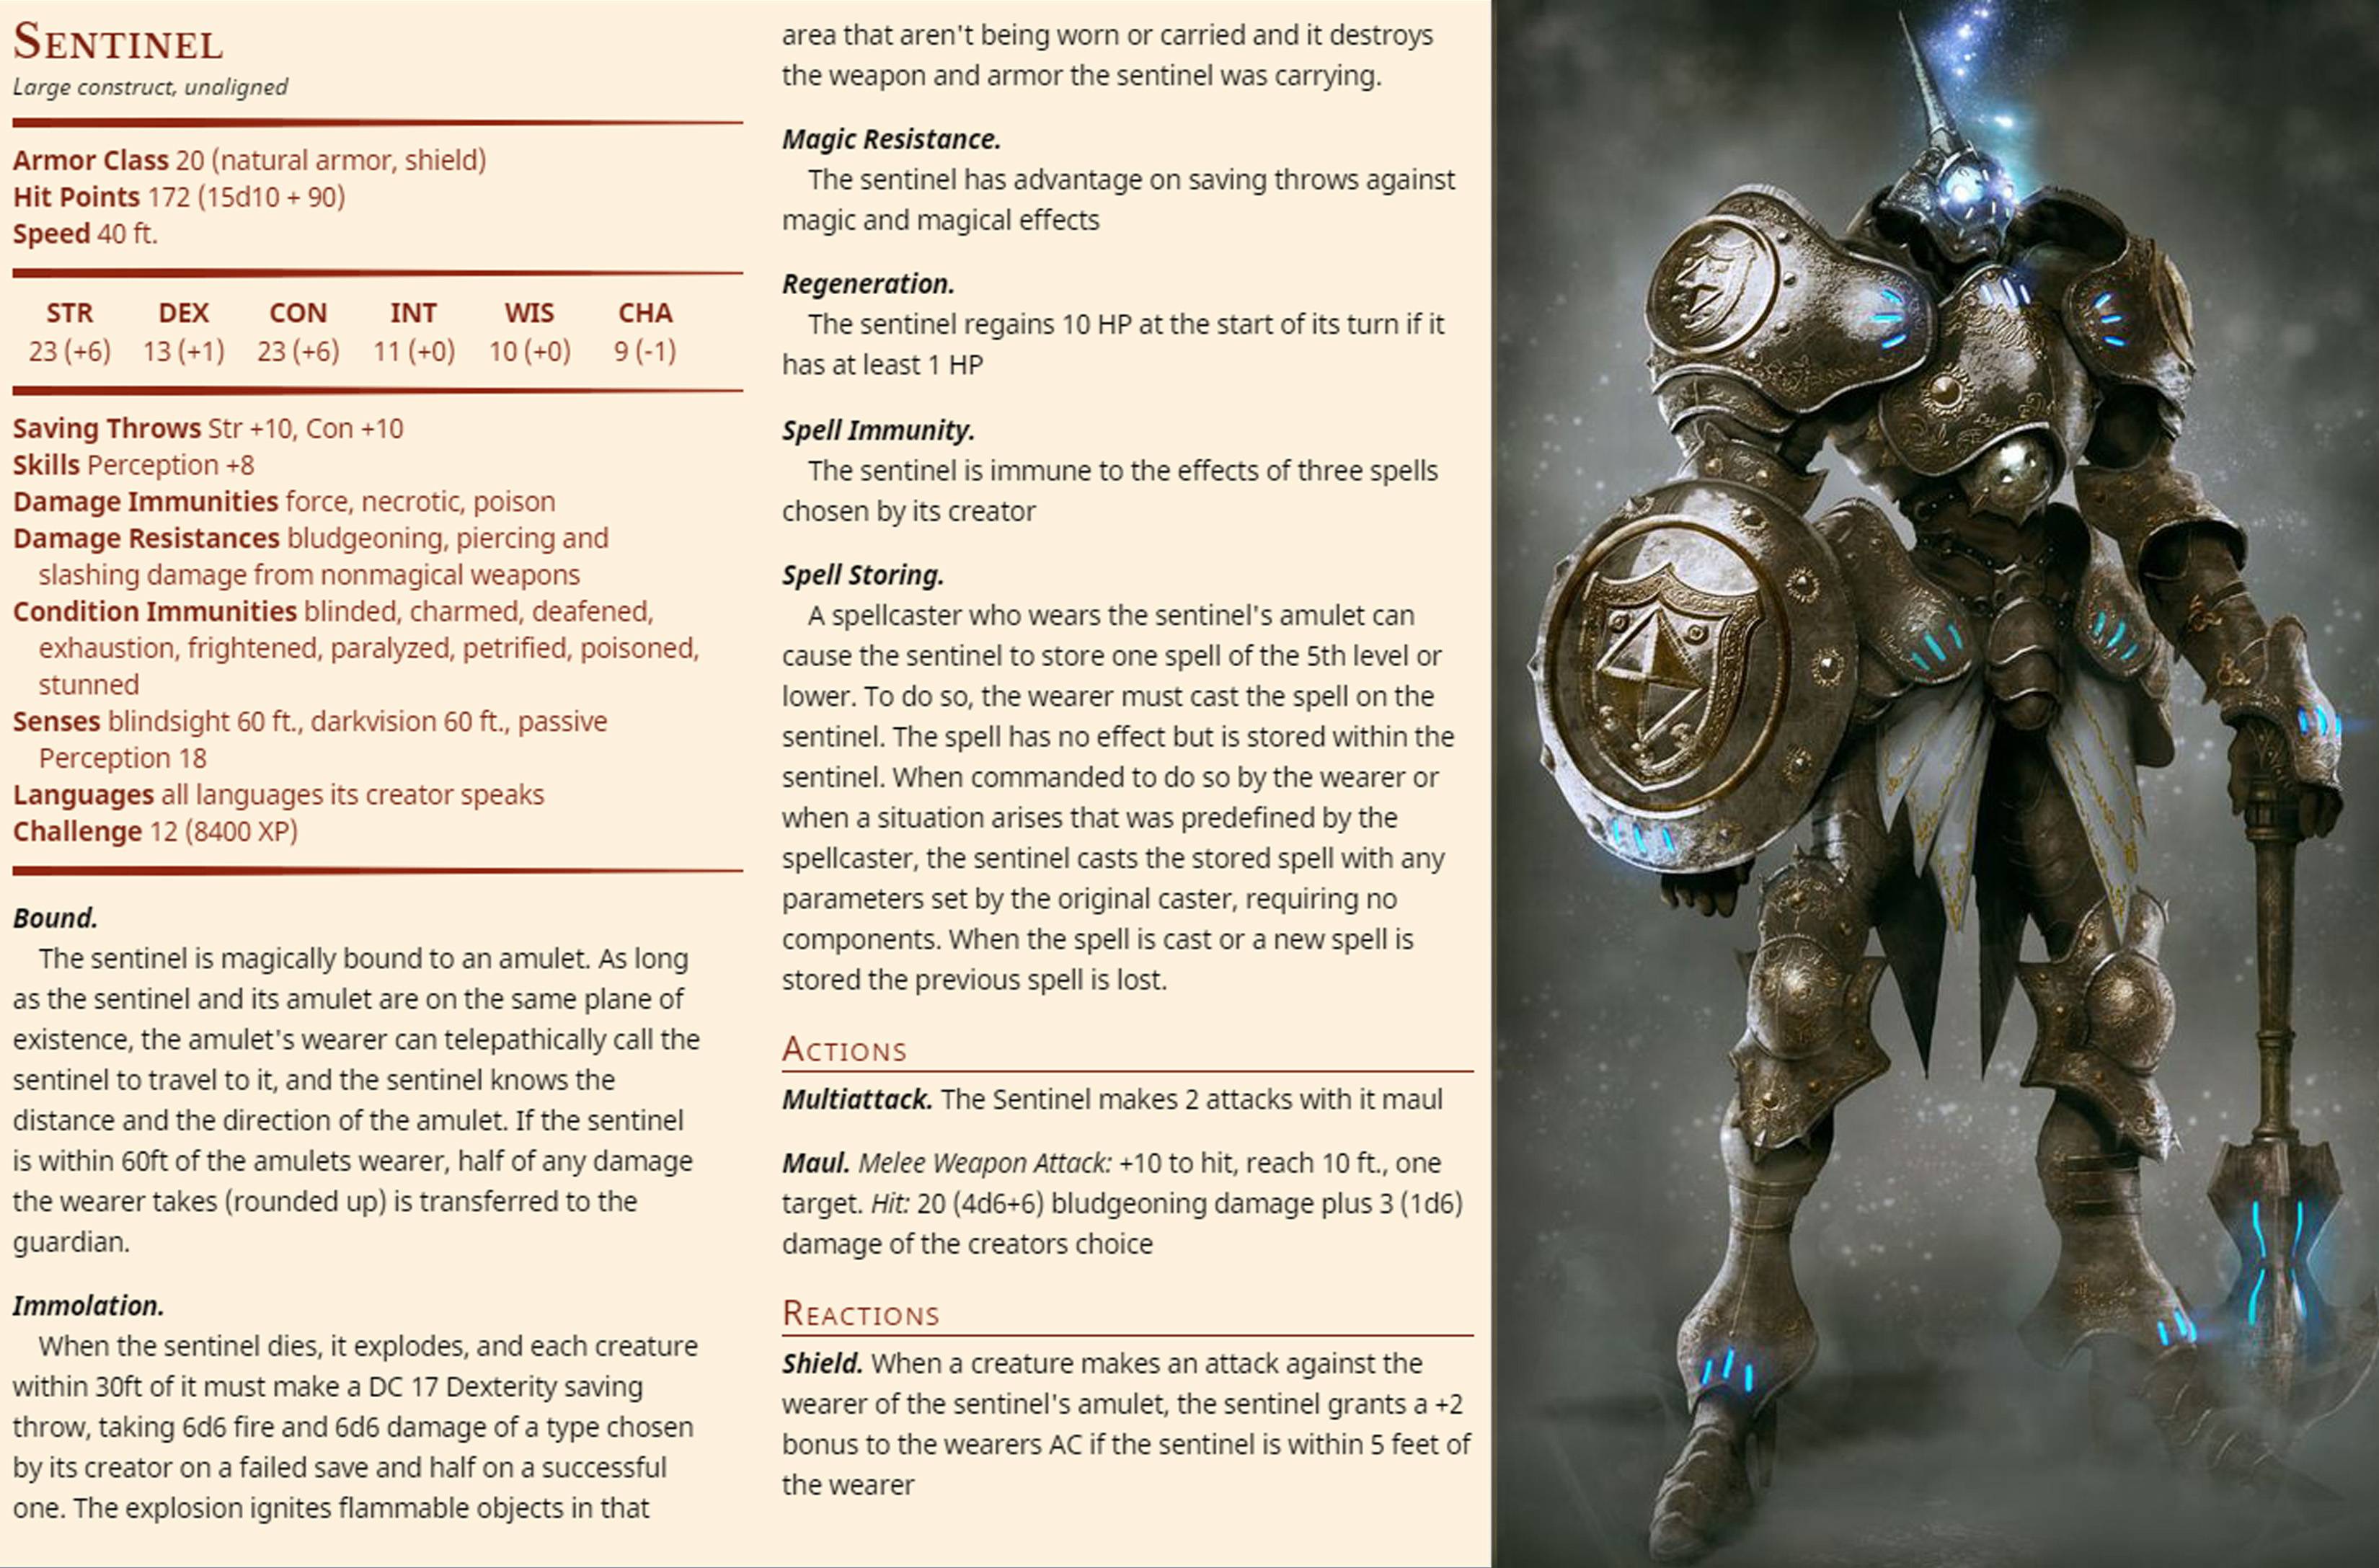 SENTINEL
Large construct, unaligned
Armor Class 20 (natural armor, shield)
Hit Points 172 (15d10 + 90)
Speed 40 ft.
STR DEX CON INT WIS CHA
23 (+6) 13 (+1) 23 (+6) 11 (+0) 10 (+0) 9 (-1)
Saving Throws Str +10, Con +10
Skills Perception +8
Damage Immunities force, necrotic, poison
Damage Resistances bludgeoning, piercing and
slashing damage from nonmagical weapons
Condition Immunities blinded, charmed, deafened,
exhaustion, frightened, paralyzed, petrified, poisoned,
stunned
Senses blindsight 60 ft., darkvision 60 ft., passive
Perception 18
Languages all languages its creator speaks
Challenge 12 (8400 XP)
Bound.
The sentinel is magically bound to an amulet. As long
as the sentinel and its amulet are on the same plane of
existence, the amulet's wearer can telepathically call the
sentinel to travel to it, and the sentinel knows the
distance and the direction of the amulet. If the sentinel
is within 60ft of the amulets wearer, half of any damage
the wearer takes (rounded up) is transferred to the
guardian.
Immolation.
When the sentinel dies, it explodes, and each creature
within 30ft of it must make a DC 17 Dexterity saving
throw, taking 6d6 fire and 6d6 damage of a type chosen
by its creator on a failed save and half on a successful
one. The explosion ignites flammable objects in that
area that aren't being worn or carried and it destroys
the weapon and armor the sentinel was carrying.
Magic Resistance.
The sentinel has advantage on saving throws against
magic and magical effects
Regeneration.
The sentinel regains 10 HP at the start of its turn if it
has at least 1 HP
Spell Immunity.
The sentinel is immune to the effects of three spells
chosen by its creator
Spell Storing.
A spellcaster who wears the sentinel's amulet can
cause the sentinel to store one spell of the 5th level or
lower. To do so, the wearer must cast the spell on the
sentinel. The spell has no effect but is stored within the
sentinel. When commanded to do so by the wearer or
when a situation arises that was predefined by the
spellcaster, the sentinel casts the stored spell with any
parameters set by the original caster, requiring no
components. When the spell is cast or a new spell is
stored the previous spell is lost.
ACTIONS
Multiattack. The Sentinel makes 2 attacks with it maul
Maul. Melee Weapon Attack: +10 to hit, reach 10 ft., one
target. Hit: 20 (4d6+6) bludgeoning damage plus 3 (1d6)
damage of the creators choice
REACTIONS
Shield. When a creature makes an attack against the
wearer of the sentinel's amulet, the sentinel grants a +2
bonus to the wearers AC if the sentinel is within 5 feet of
the wearer